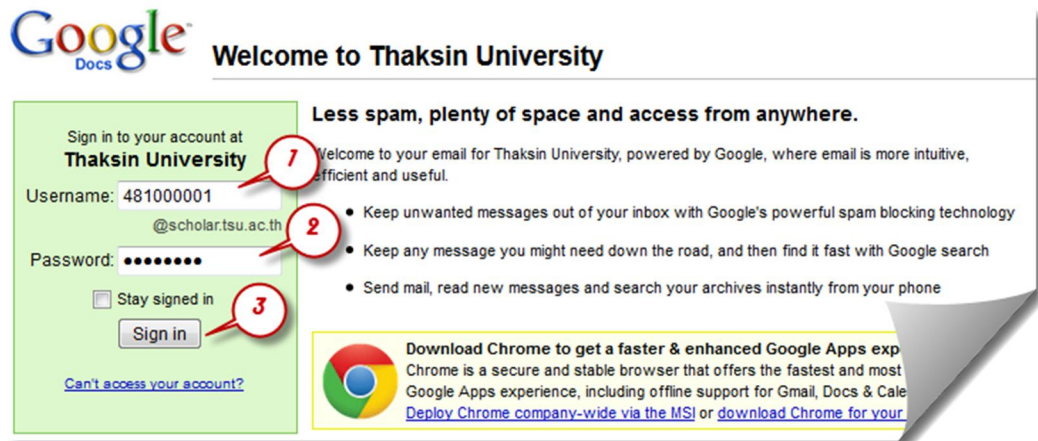 Google
Docs
Welcome to Thaksin University
Sign in to your account at
Thaksin University
1
Username: 481000001
@scholar.tsu.ac.th
2
Password: ••••••••
Stay signed in
3
Sign in
Can't access your account?
Less spam, plenty of space and access from anywhere.
Welcome to your email for Thaksin University, powered by Google, where email is more intuitive,
efficient and useful.
• Keep unwanted messages out of your inbox with Google's powerful spam blocking technology
• Keep any message you might need down the road, and then find it fast with Google search
• Send mail, read new messages and search your archives instantly from your phone
Download Chrome to get a faster & enhanced Google Apps exp
Chrome is a secure and stable browser that offers the fastest and most
Google Apps experience, including offline support for Gmail, Docs & Cale
Deploy Chrome company-wide via the MSI or download Chrome for your